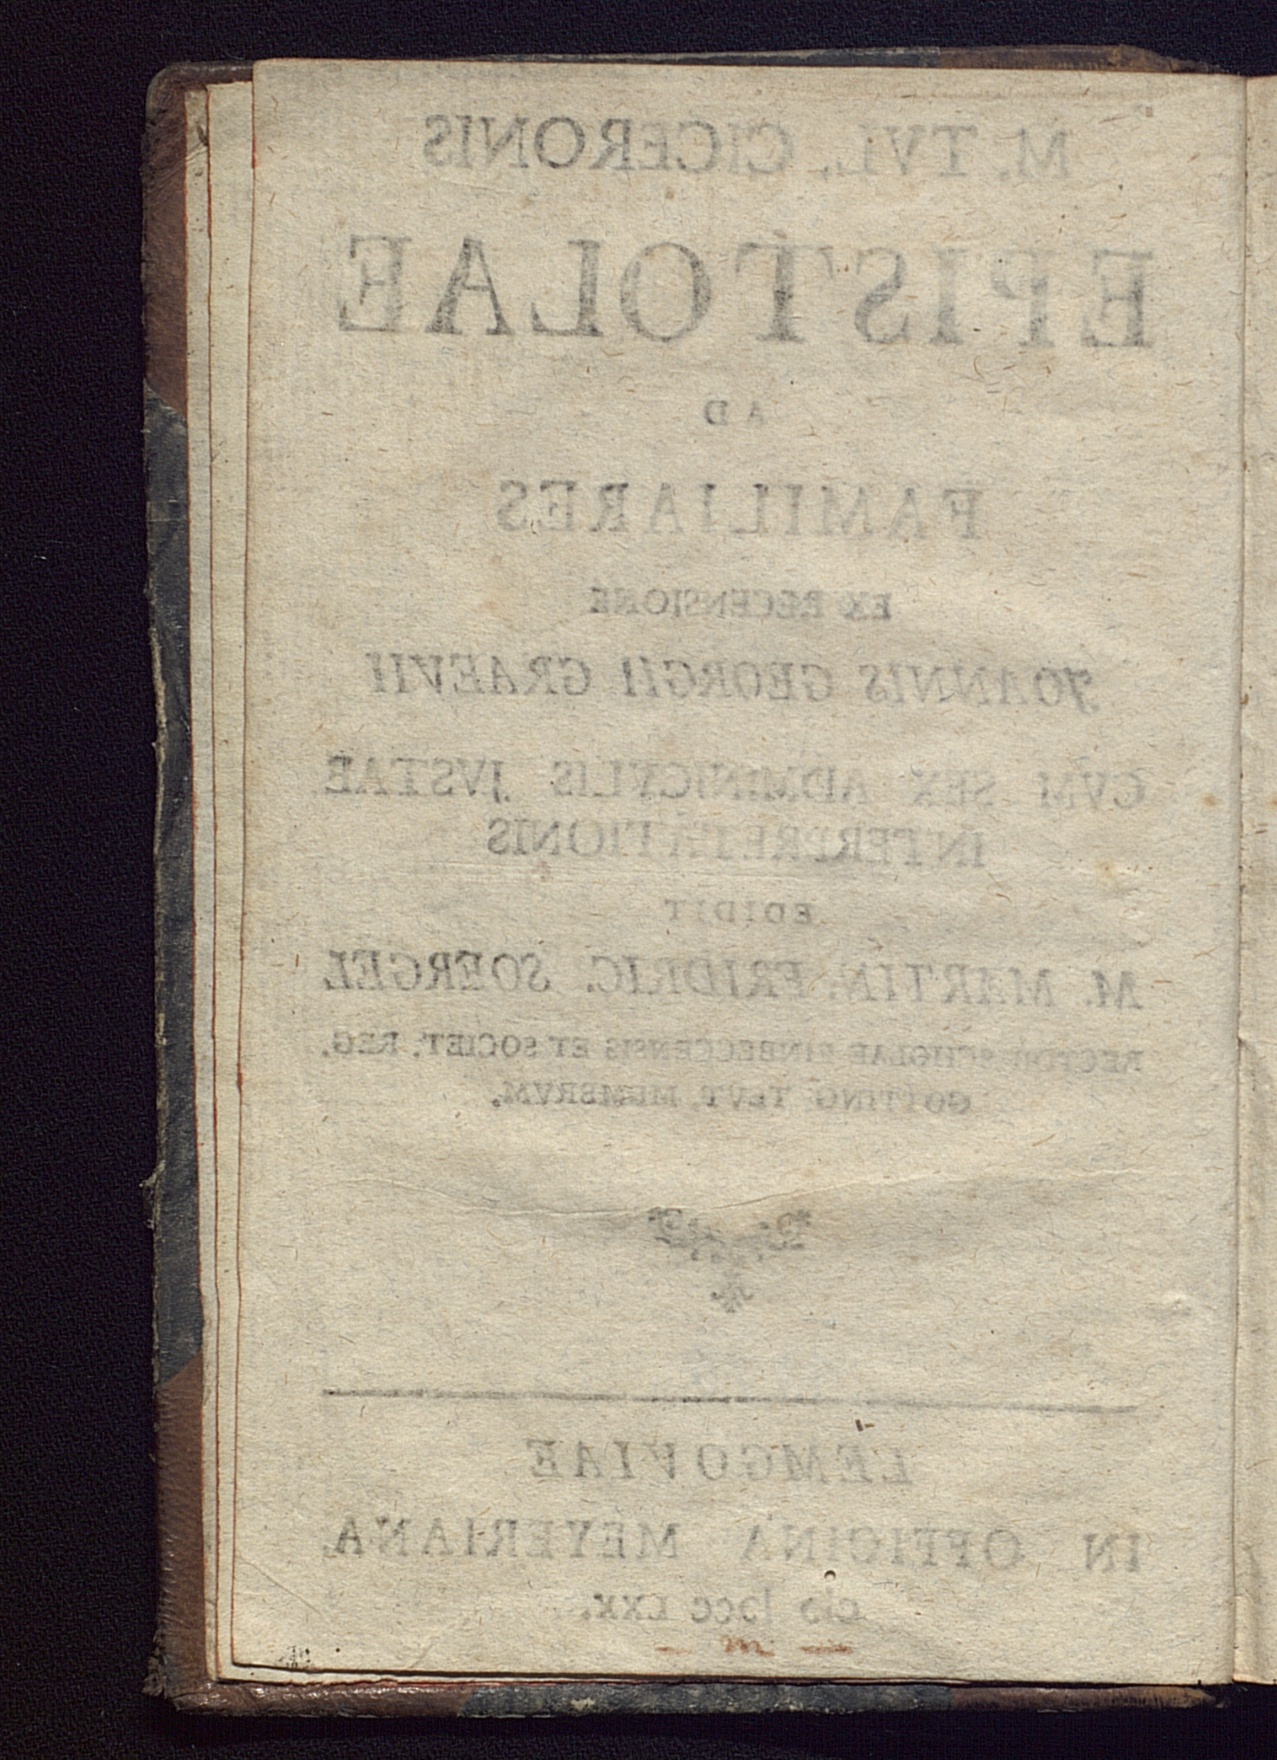 M. TVL. CICERONIS
EPISTOLAE
AD
FAMILIARES
EX RECENSIONE
JOANNIS GEORGII GRAEVII
CVM SEX ADMINICVLIS JVSTAE
INTERPRETATIONIS
EDIDIT
M. MARTIN. FRIDRIC. SOERGEL
RECTOR SCHOLAE EINBECCENSIS ET SOCIET. REG.
GOTTING. TEVT. MEMBRVM.
LEMGOVIAE
IN OFFICINA MEYERIANA,
cIɔ Iɔcc LXX.
— m —